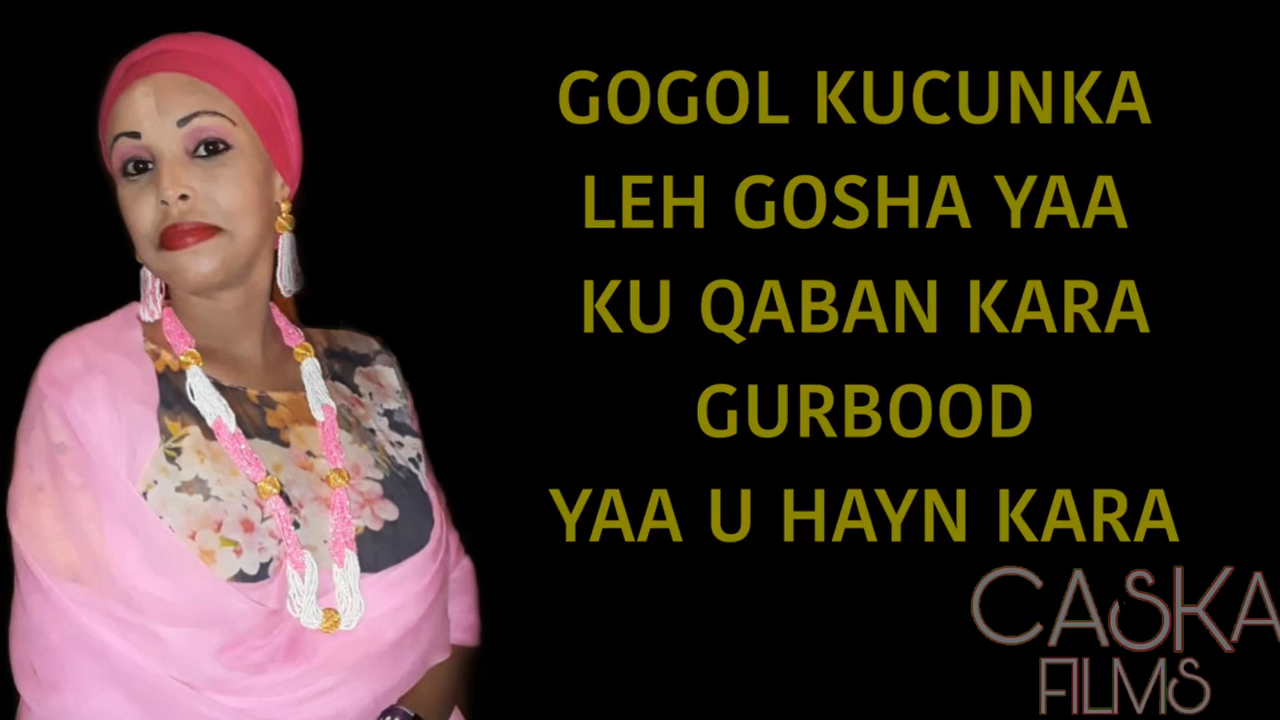 GOGOL KUCUNKA
LEH GOSHA YAA
KU QABAN KARA
GURBOOD
YAA U HAYN KARA
CASKA
FILMS